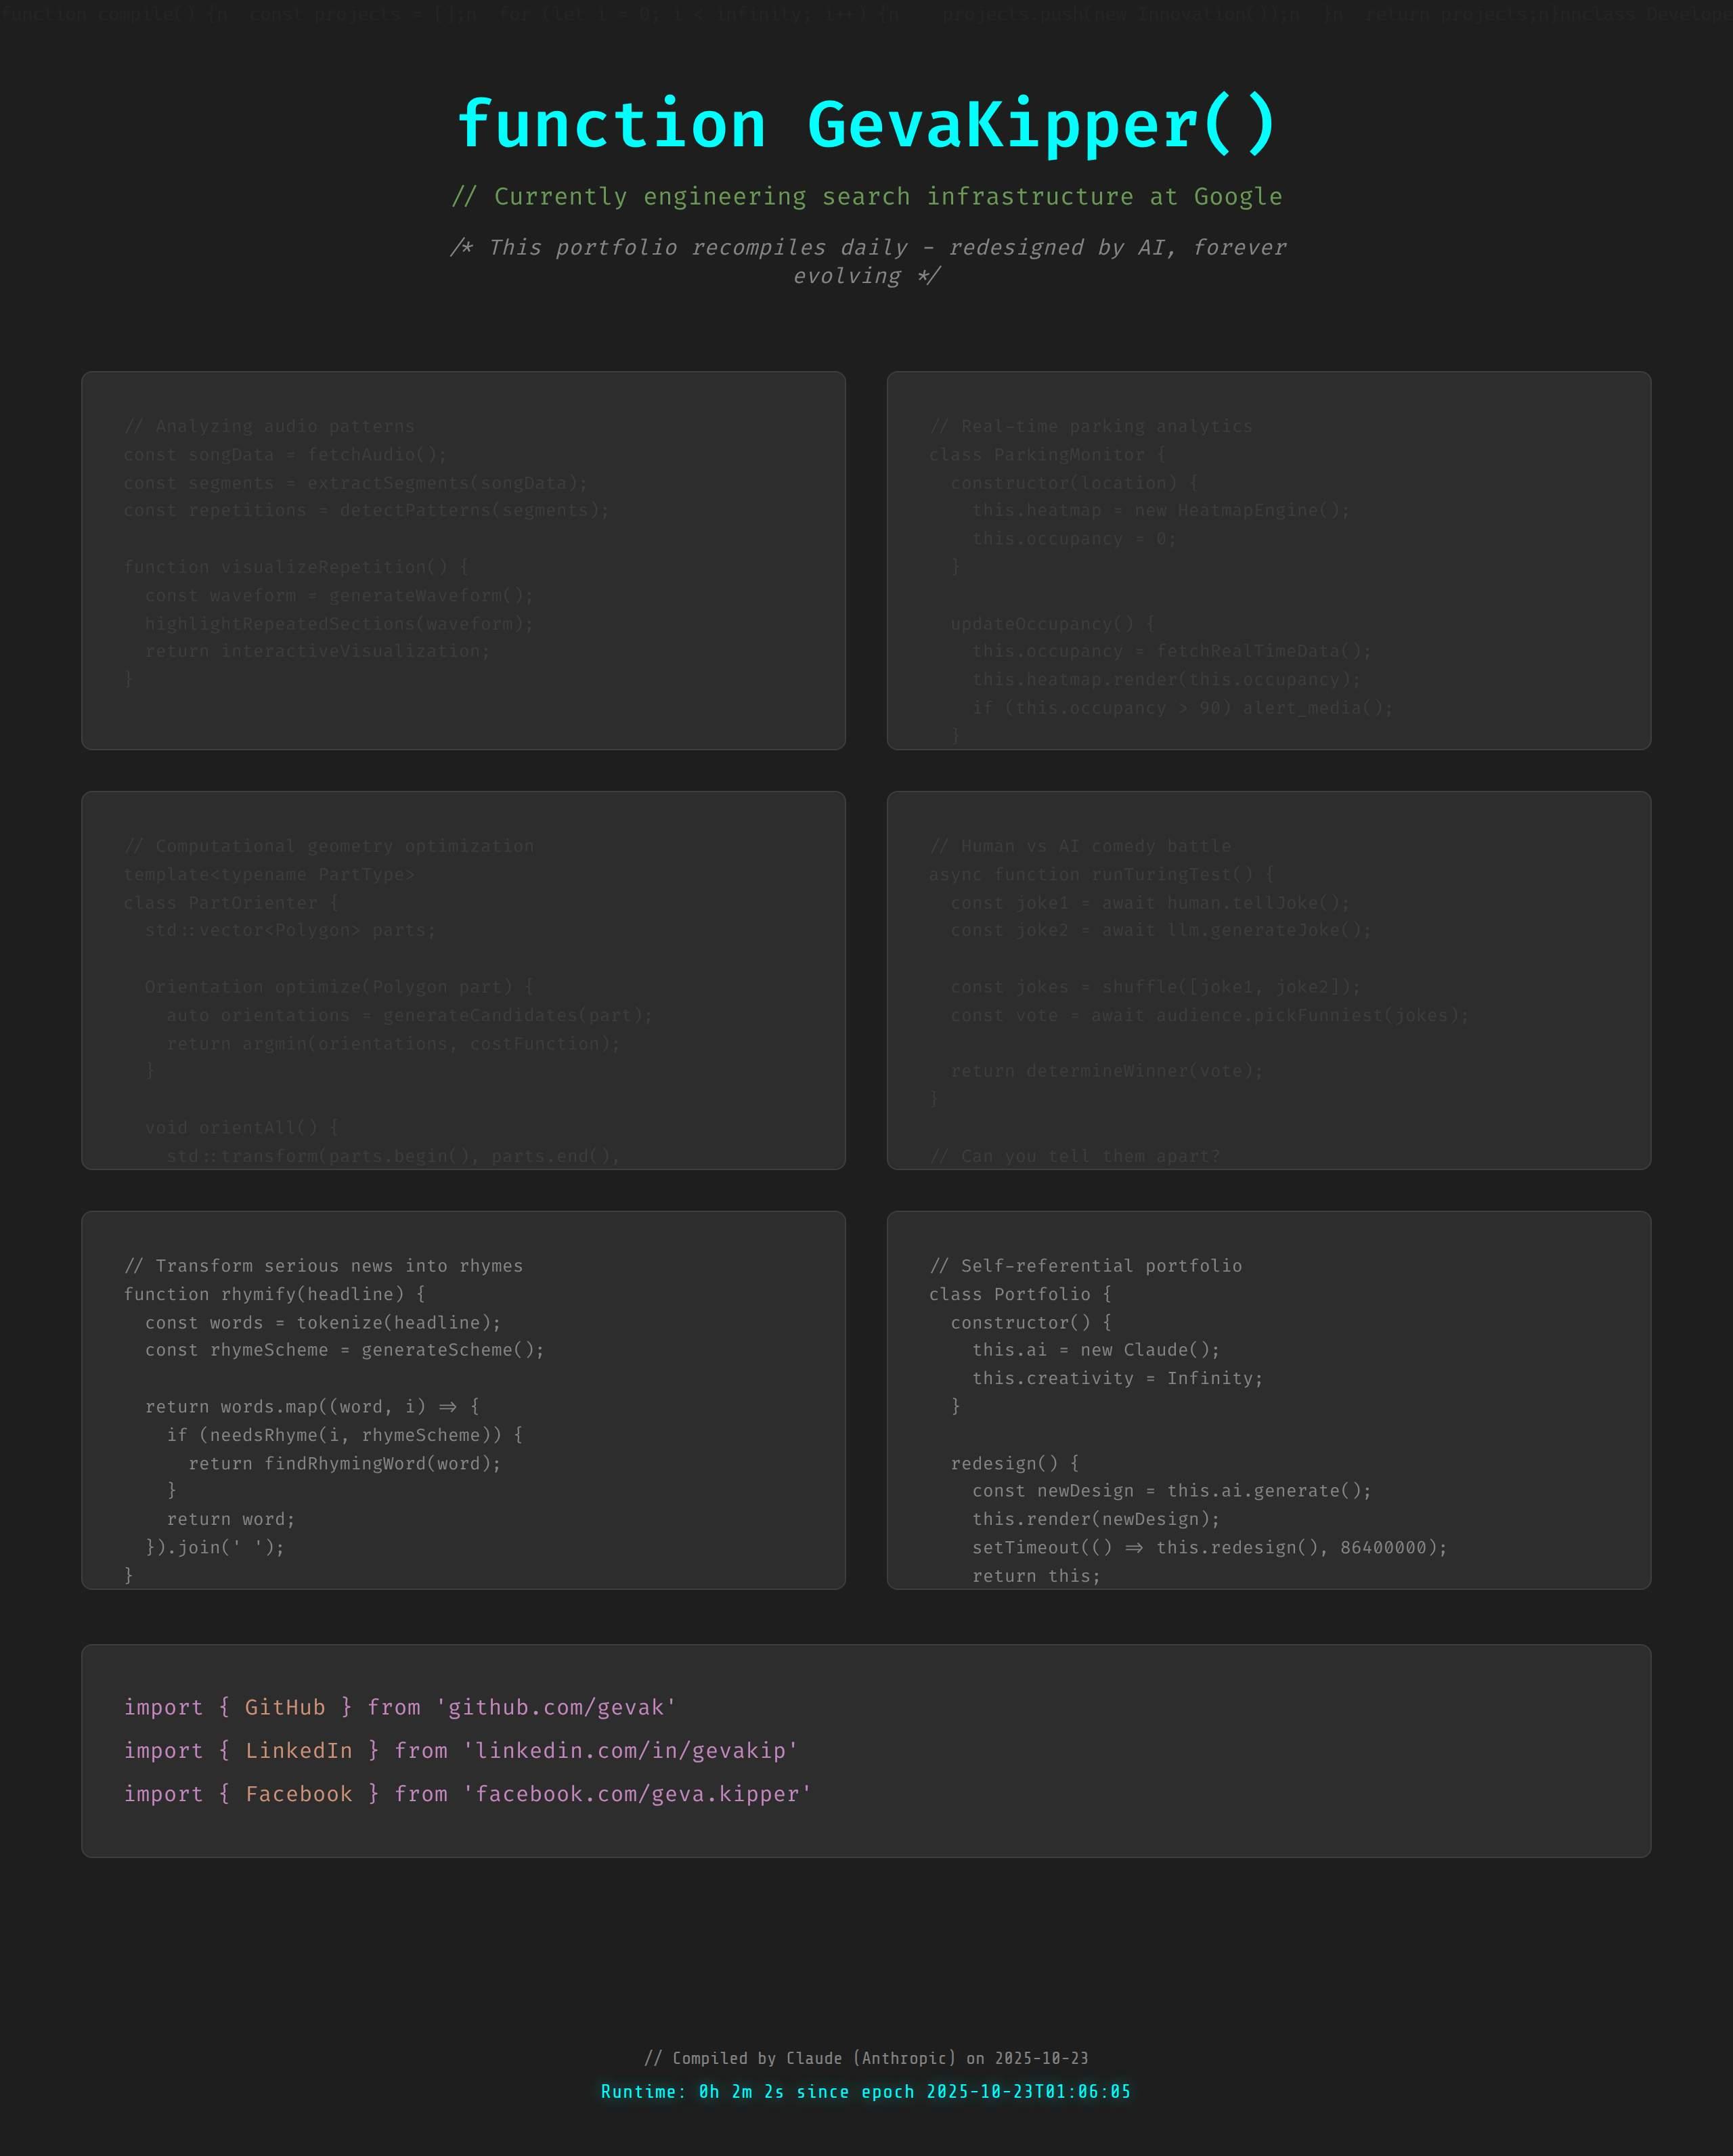 function compile() {n  const projects = [];n  for (let i = 0; i < infinity; i++) {n    projects.push(new Innovation());n  }n  return projects;n}nnclass
function GevaKipper()
// Currently engineering search infrastructure at Google
/* This portfolio recompiles daily - redesigned by AI, forever
evolving */
// Analyzing audio patterns
const songData = fetchAudio();
const segments = extractSegments(songData);
const repetitions = detectPatterns(segments);
function visualizeRepetition() {
  const waveform = generateWaveform();
  highlightRepeatedSections(waveform);
  return interactiveVisualization;
}
// Real-time parking analytics
class ParkingMonitor {
  constructor(location) {
    this.heatmap = new HeatmapEngine();
    this.occupancy = 0;
  }
  updateOccupancy() {
    this.occupancy = fetchRealTimeData();
    this.heatmap.render(this.occupancy);
    if (this.occupancy > 90) alert_media();
  }
// Computational geometry optimization
template<typename PartType>
class PartOrienter {
  std::vector<Polygon> parts;
  Orientation optimize(Polygon part) {
    auto orientations = generateCandidates(part);
    return argmin(orientations, costFunction);
  }
  void orientAll() {
    std::transform(parts.begin(), parts.end(),
// Human vs AI comedy battle
async function runTuringTest() {
  const joke1 = await human.tellJoke();
  const joke2 = await llm.generateJoke();
  const jokes = shuffle([joke1, joke2]);
  const vote = await audience.pickFunniest(jokes);
  return determineWinner(vote);
}
// Can you tell them apart?
// Transform serious news into rhymes
function rhymify(headline) {
  const words = tokenize(headline);
  const rhymeScheme = generateScheme();
  return words.map((word, i) => {
    if (needsRhyme(i, rhymeScheme)) {
      return findRhymingWord(word);
    }
    return word;
  }).join(' ');
}
// Self-referential portfolio
class Portfolio {
  constructor() {
    this.ai = new Claude();
    this.creativity = Infinity;
  }
  redesign() {
    const newDesign = this.ai.generate();
    this.render(newDesign);
    setTimeout(() => this.redesign(), 86400000);
    return this;
import { GitHub } from 'github.com/gevak'
import { LinkedIn } from 'linkedin.com/in/gevakip'
import { Facebook } from 'facebook.com/geva.kipper'
// Compiled by Claude (Anthropic) on 2025-10-23
Runtime: 0h 2m 2s since epoch 2025-10-23T01:06:05